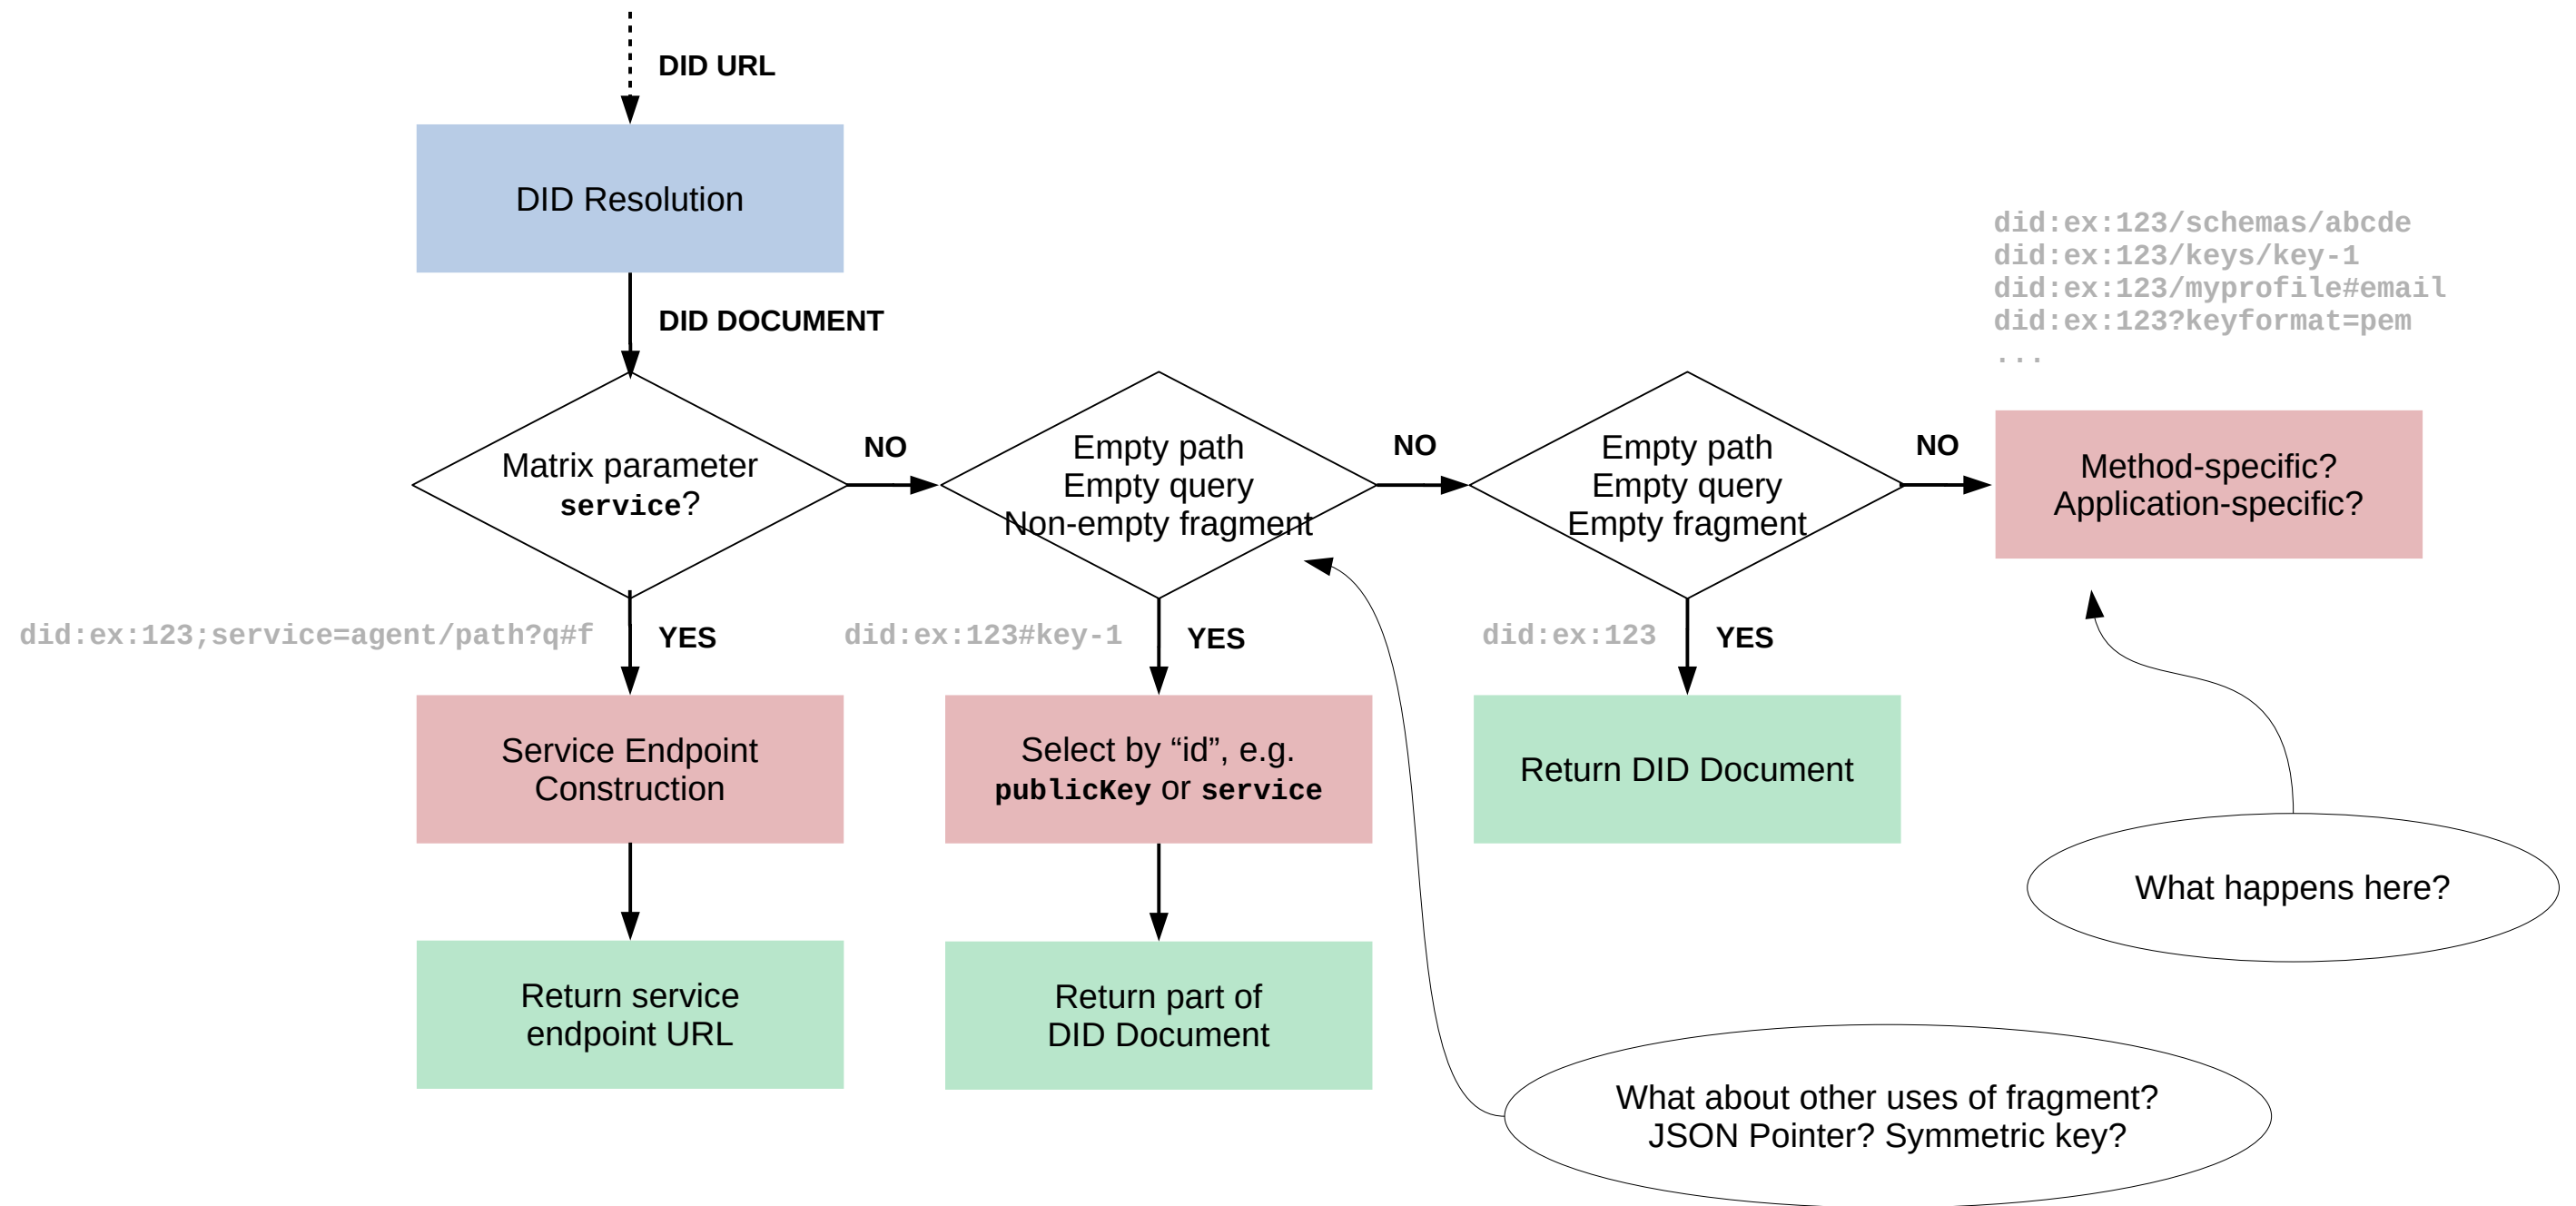 DID URL
DID Resolution
DID DOCUMENT
did:ex:123/schemas/abcde
did:ex:123/keys/key-1
did:ex:123/myprofile#email
did:ex:123?keyformat=pem
...
Matrix parameter
service?
NO
Empty path
Empty query
Non-empty fragment
NO
Empty path
Empty query
Empty fragment
NO
Method-specific?
Application-specific?
did:ex:123;service=agent/path?q#f
YES
did:ex:123#key-1
YES
did:ex:123
YES
Service Endpoint
Construction
Select by “id”, e.g.
publicKey or service
Return DID Document
What happens here?
Return service
endpoint URL
Return part of
DID Document
What about other uses of fragment?
JSON Pointer? Symmetric key?